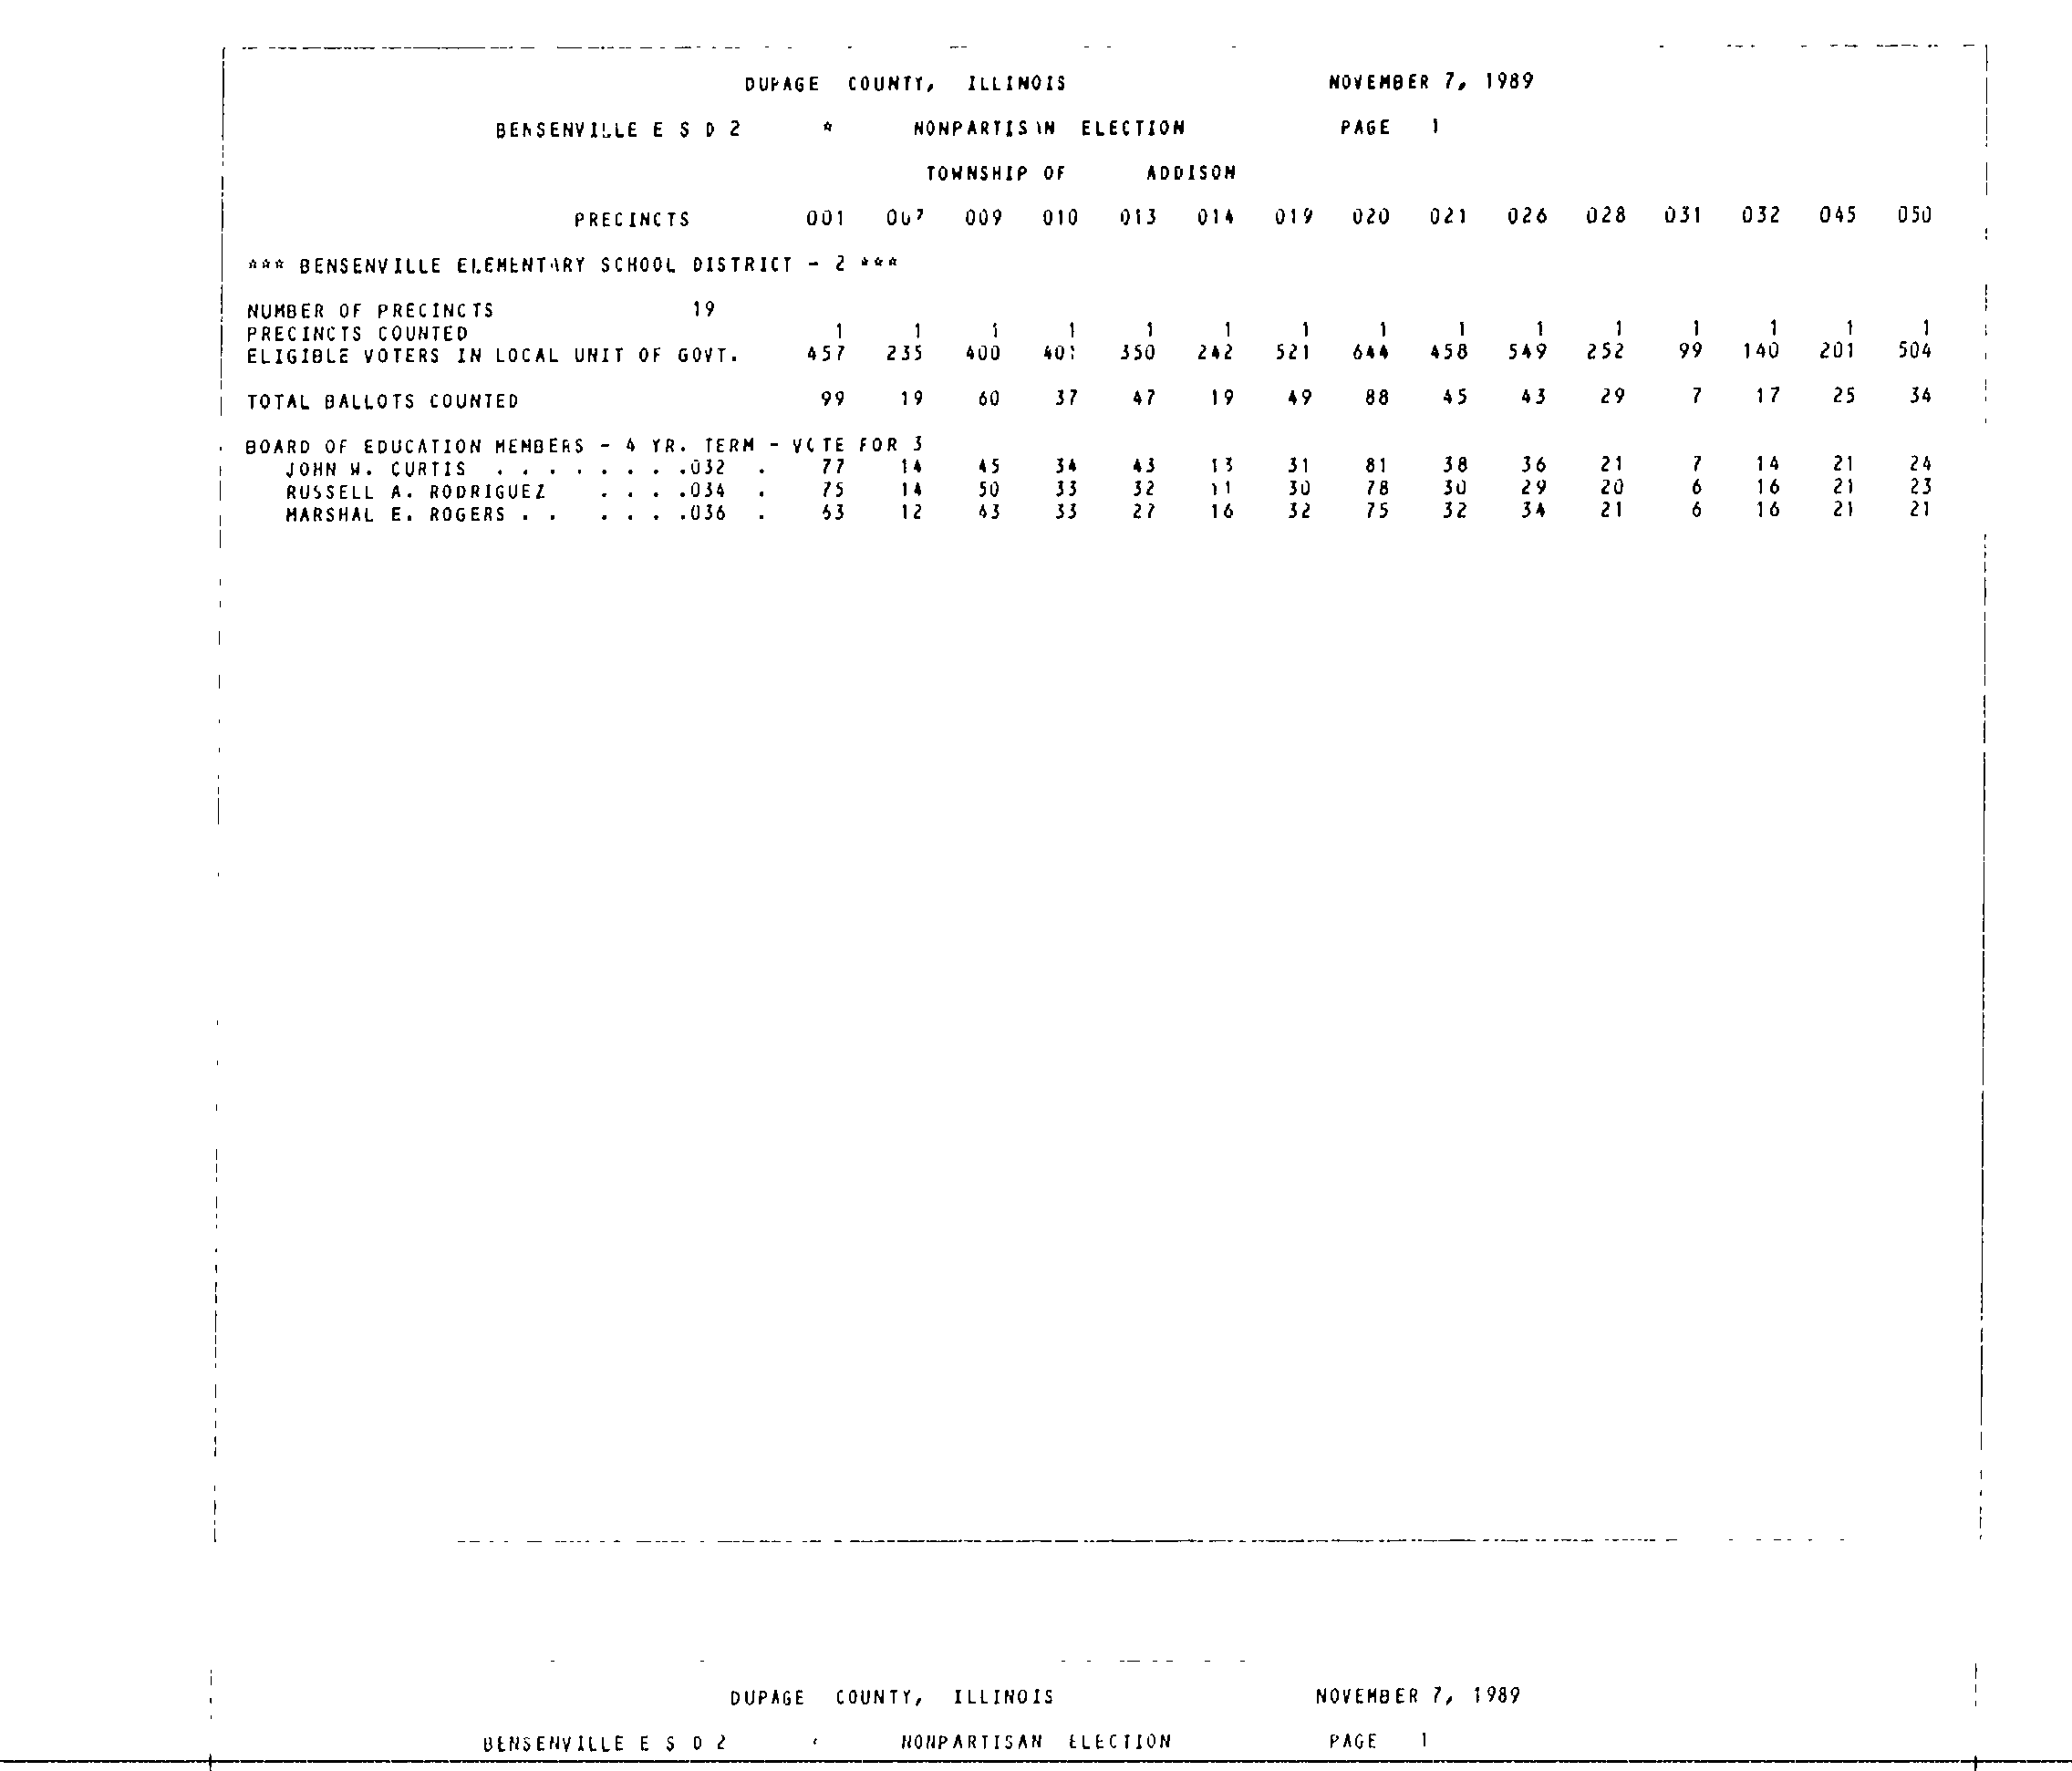 DUPAGE COUNTY, ILLINOIS NOVEMBER 7, 1989
BENSENVILLE E S D 2 * NONPARTISAN ELECTION PAGE 1
TOWNSHIP OF ADDISON
PRECINCTS 001 007 009 010 013 014 019 020 021 026 028 031 032 045 050
*** BENSENVILLE ELEMENTARY SCHOOL DISTRICT - 2 ***
NUMBER OF PRECINCTS 19
PRECINCTS COUNTED 1 1 1 1 1 1 1 1 1 1 1 1 1 1 1
ELIGIBLE VOTERS IN LOCAL UNIT OF GOVT. 457 235 400 401 350 242 521 644 458 549 252 99 140 201 504
TOTAL BALLOTS COUNTED 99 19 60 37 47 19 49 88 45 43 29 7 17 25 34
BOARD OF EDUCATION MEMBERS - 4 YR. TERM - VOTE FOR 3
JOHN W. CURTIS . . . . . . . .032 . 77 14 45 34 43 13 31 81 38 36 21 7 14 21 24
RUSSELL A. RODRIGUEZ . . . .034 . 75 14 50 33 32 11 30 78 30 29 20 6 16 21 23
MARSHAL E. ROGERS . . . . . .036 . 63 12 43 33 27 16 32 75 32 34 21 6 16 21 21
DUPAGE COUNTY, ILLINOIS NOVEMBER 7, 1989
BENSENVILLE E S D 2 NONPARTISAN ELECTION PAGE 1